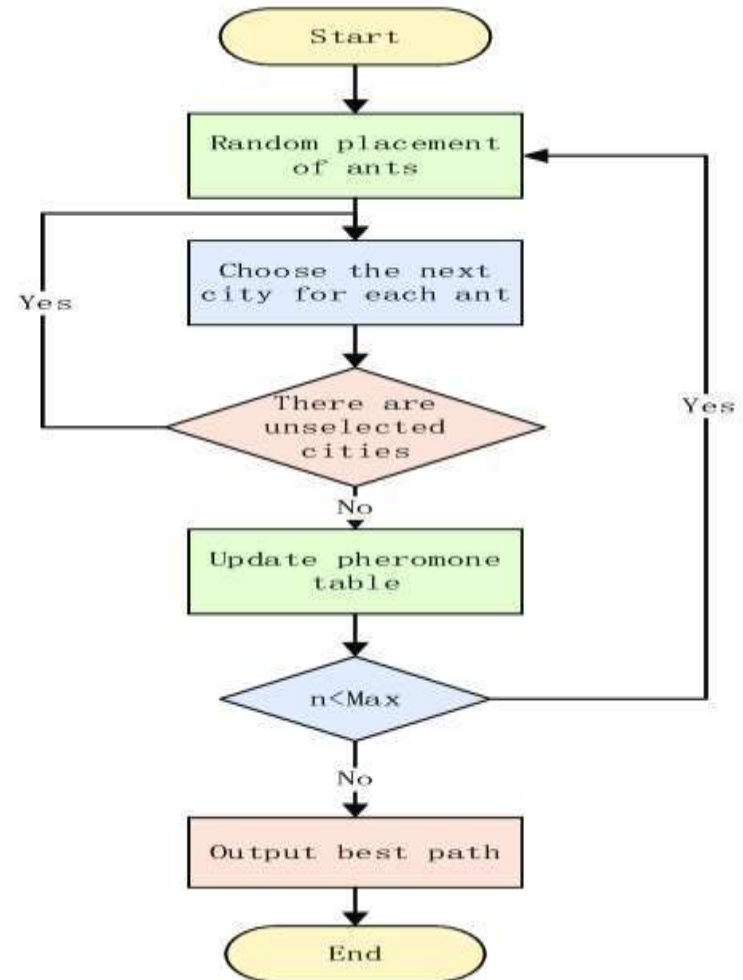 Start
Random placement
of ants
Choose the next
city for each ant
Yes
There are
unselected
cities
Yes
No
Update pheromone
table
n<Max
No
Output best path
End